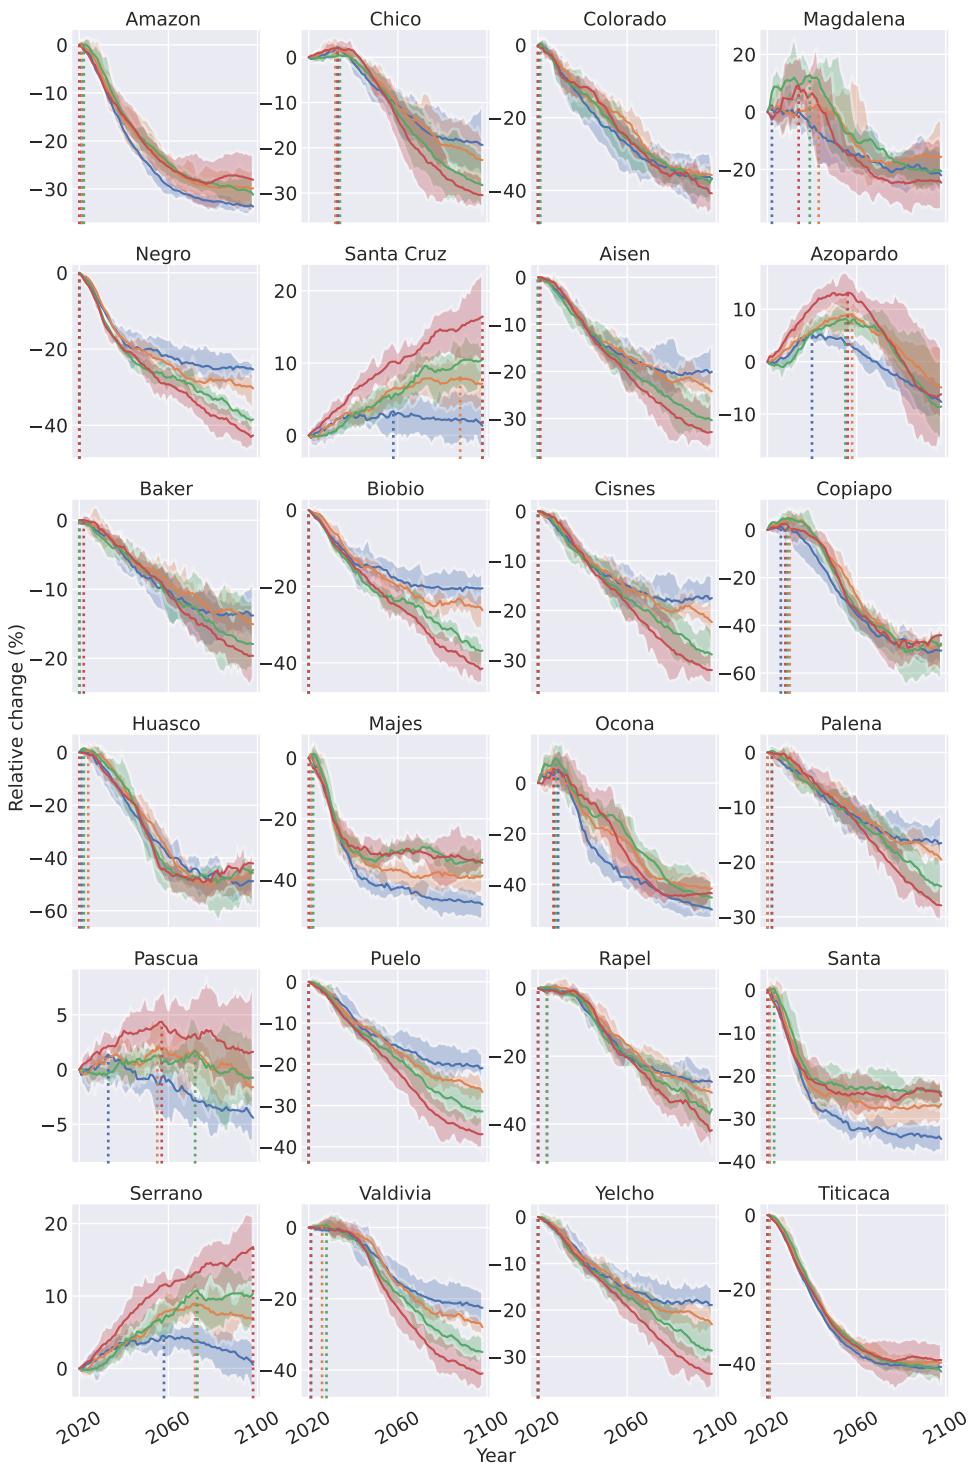 Amazon
Chico
Colorado
Magdalena
0
−10
−20
−30
0
−10
−20
−30
0
−20
−40
20
0
−20
Negro
Santa Cruz
Aisen
Azopardo
0
−20
−40
20
10
0
0
−10
−20
−30
10
0
−10
Baker
Biobio
Cisnes
Copiapo
0
−10
−20
0
−20
−40
0
−10
−20
−30
0
−20
−40
−60
Relative change (%)
Huasco
Majes
Ocona
Palena
0
−20
−40
−60
0
−20
−40
0
−20
−40
0
−10
−20
−30
Pascua
Puelo
Rapel
Santa
5
0
−5
0
−10
−20
−30
−40
0
−20
−40
0
−10
−20
−30
−40
Serrano
Valdivia
Yelcho
Titicaca
20
10
0
0
−20
−40
0
−10
−20
−30
0
−20
−40
2020 2060 2100
2020 2060 2100
2020 2060 2100
2020 2060 2100
Year